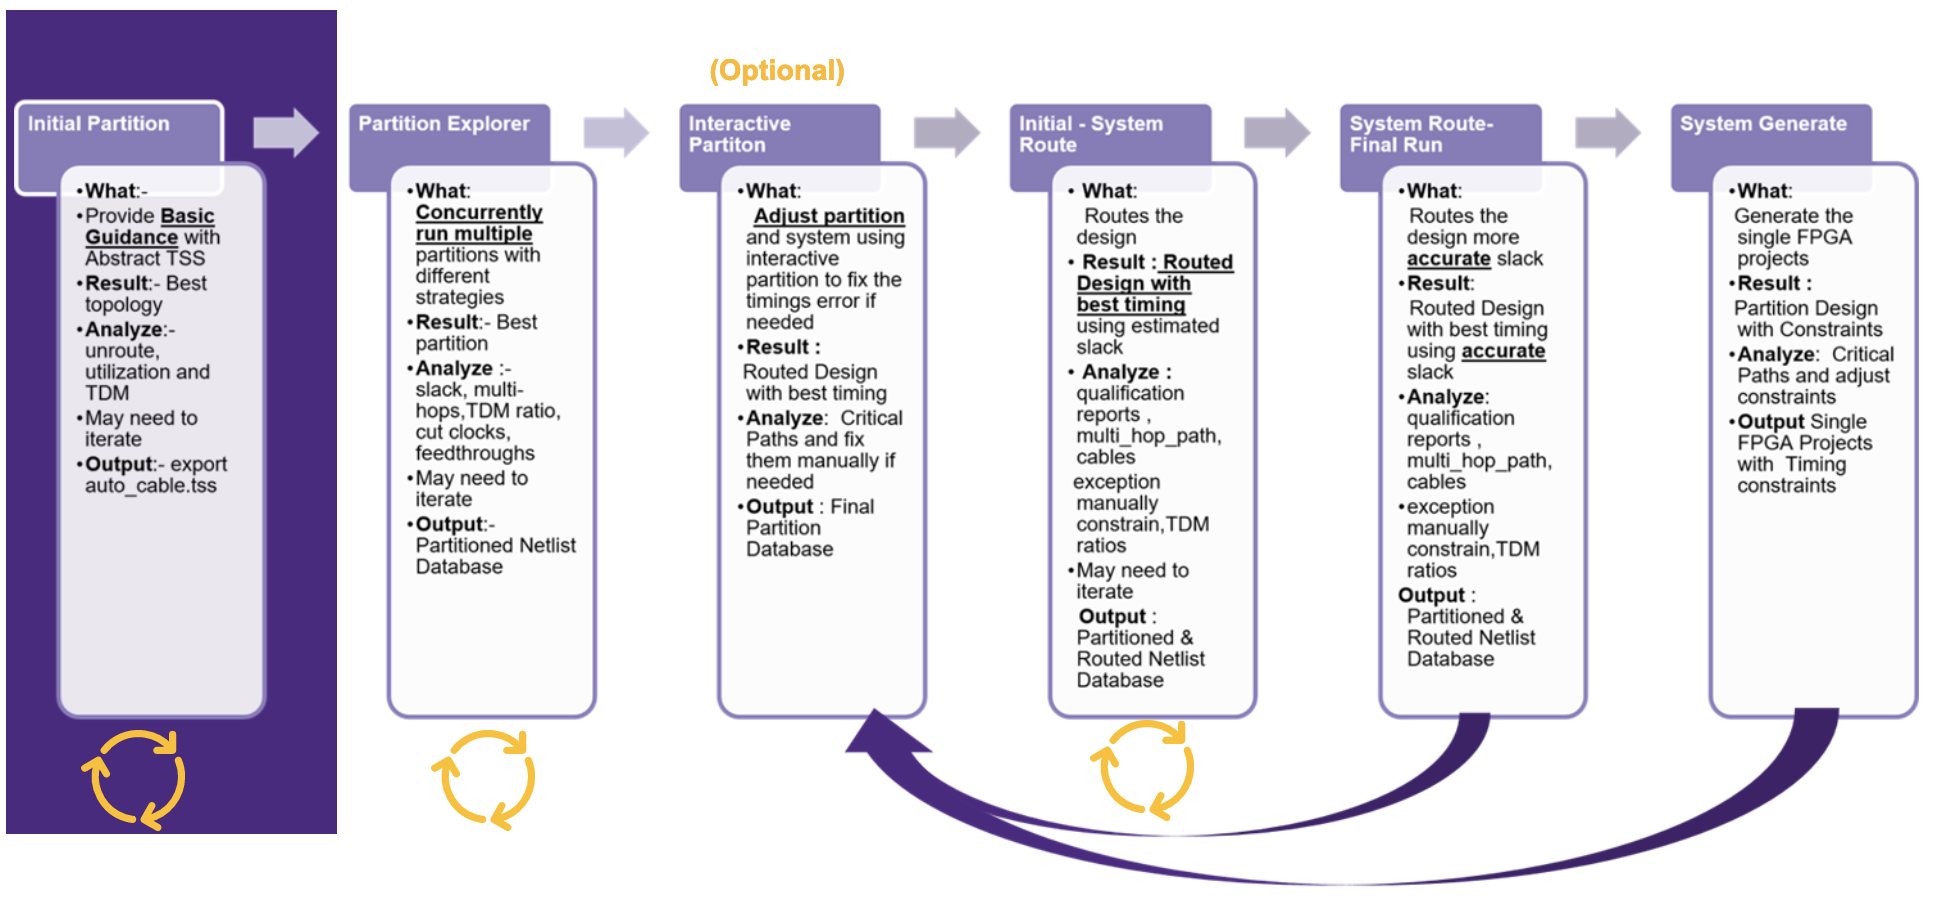 (Optional)
Initial Partition
•What:-
•Provide Basic
Guidance with
Abstract TSS
•Result:- Best
topology
•Analyze:-
unroute,
utilization and
TDM
•May need to
iterate
•Output:- export
auto_cable.tss
Partition Explorer
•What:
Concurrently
run multiple
partitions with
different
strategies
•Result:- Best
partition
•Analyze :-
slack, multi-
hops,TDM ratio,
cut clocks,
feedthroughs
•May need to
iterate
•Output:-
Partitioned Netlist
Database
Interactive
Partiton
•What:
Adjust partition
and system using
interactive
partition to fix the
timings error if
needed
•Result :
Routed Design
with best timing
•Analyze: Critical
Paths and fix
them manually if
needed
•Output : Final
Partition
Database
Initial - System
Route
• What:
Routes the
design
• Result : Routed
Design with
best timing
using estimated
slack
• Analyze :
qualification
reports ,
multi_hop_path,
cables
exception
manually
constrain,TDM
ratios
•May need to
iterate
Output :
Partitioned &
Routed Netlist
Database
System Route-
Final Run
•What:
Routes the
design more
accurate slack
•Result:
Routed Design
with best timing
using accurate
slack
•Analyze:
qualification
reports ,
multi_hop_path,
cables
•exception
manually
constrain,TDM
ratios
Output :
Partitioned &
Routed Netlist
Database
System Generate
•What:
Generate the
single FPGA
projects
•Result :
Partition Design
with Constraints
•Analyze: Critical
Paths and adjust
constraints
•Output Single
FPGA Projects
with Timing
constraints